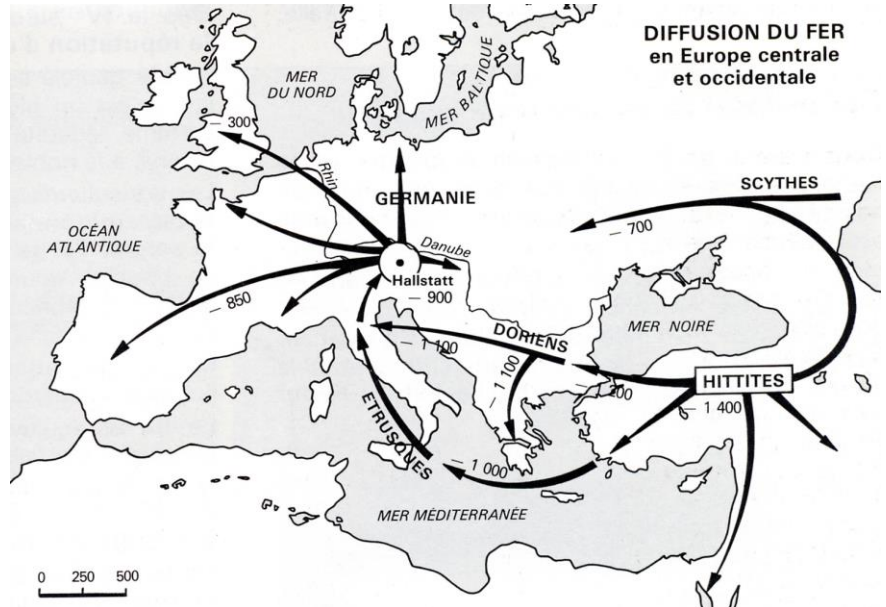 DIFFUSION DU FER
en Europe centrale
et occidentale
MER
DU NORD
MER BALTIQUE
– 300
Rhin
GERMANIE
SCYTHES
OCÉAN
ATLANTIQUE
Danube
– 700
Hallstatt
– 900
– 850
DORIENS
MER NOIRE
– 1 100
– 1 100
HITTITES
– 1 400
ETRUSQUES
– 1 000
MER MÉDITERRANÉE
0 250 500